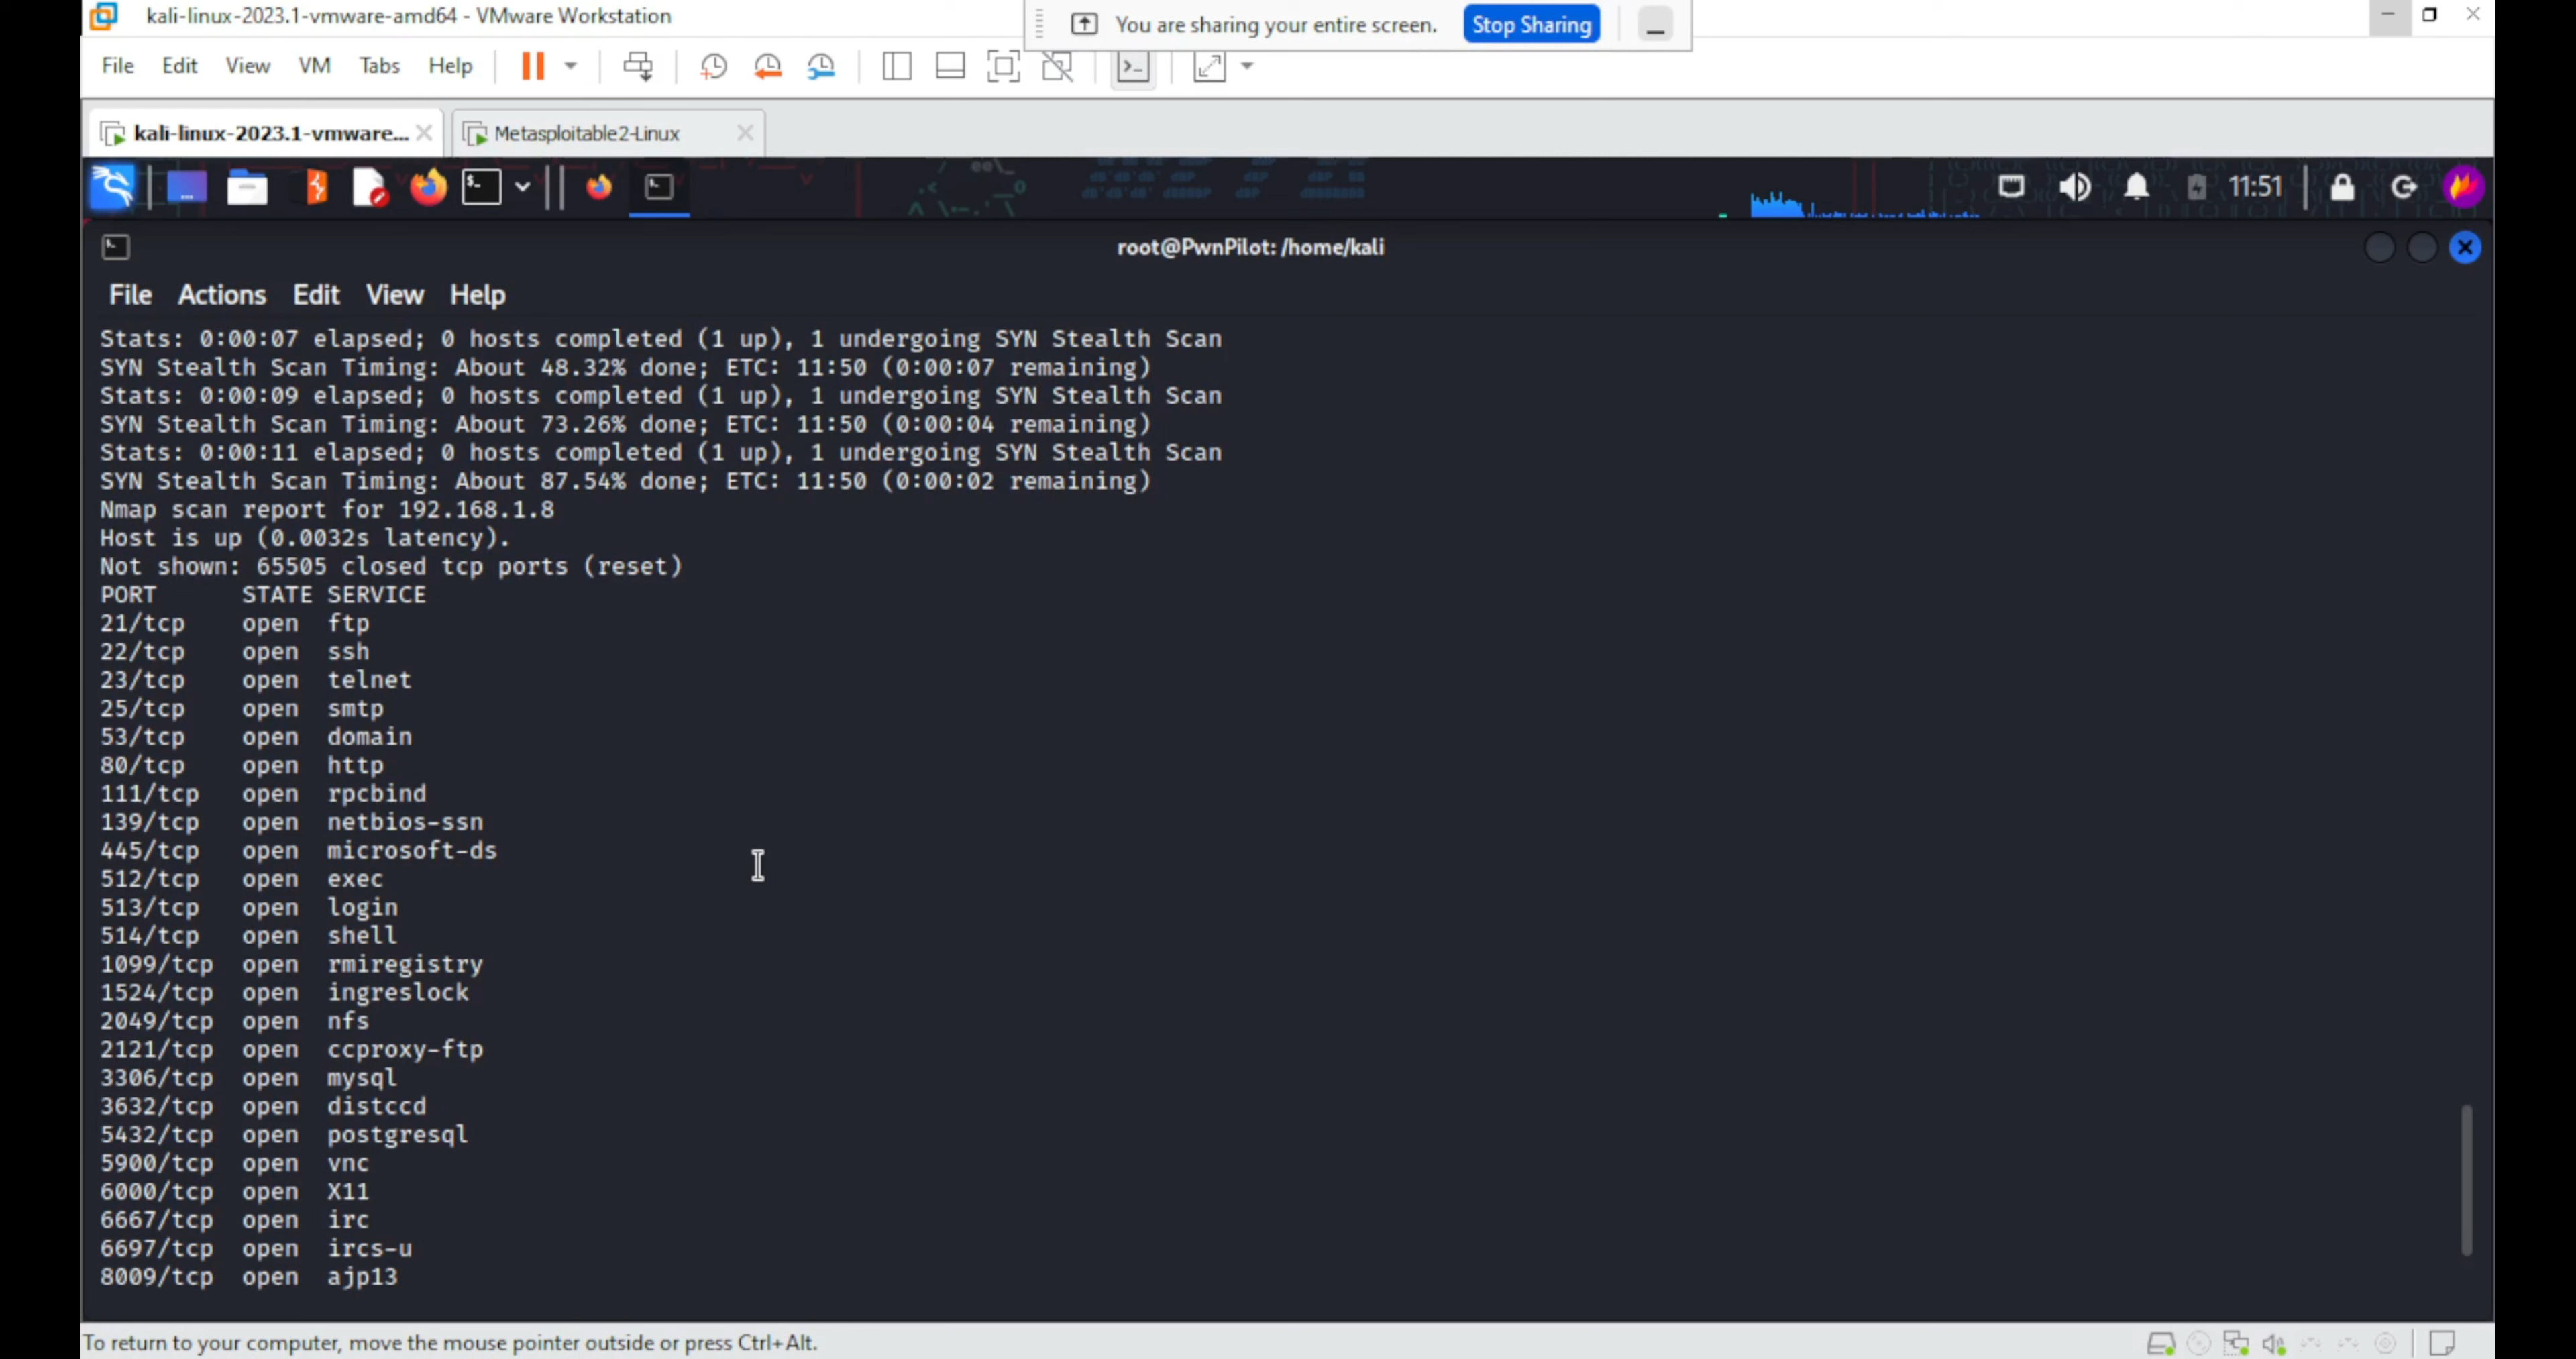 kali-linux-2023.1-vmware-amd64 - VMware Workstation
You are sharing your entire screen. Stop Sharing
File Edit View VM Tabs Help
kali-linux-2023.1-vmware... Metasploitable2-Linux
11:51
root@PwnPilot: /home/kali
File Actions Edit View Help
Stats: 0:00:07 elapsed; 0 hosts completed (1 up), 1 undergoing SYN Stealth Scan
SYN Stealth Scan Timing: About 48.32% done; ETC: 11:50 (0:00:07 remaining)
Stats: 0:00:09 elapsed; 0 hosts completed (1 up), 1 undergoing SYN Stealth Scan
SYN Stealth Scan Timing: About 73.26% done; ETC: 11:50 (0:00:04 remaining)
Stats: 0:00:11 elapsed; 0 hosts completed (1 up), 1 undergoing SYN Stealth Scan
SYN Stealth Scan Timing: About 87.54% done; ETC: 11:50 (0:00:02 remaining)
Nmap scan report for 192.168.1.8
Host is up (0.0032s latency).
Not shown: 65505 closed tcp ports (reset)
PORT STATE SERVICE
21/tcp open ftp
22/tcp open ssh
23/tcp open telnet
25/tcp open smtp
53/tcp open domain
80/tcp open http
111/tcp open rpcbind
139/tcp open netbios-ssn
445/tcp open microsoft-ds
512/tcp open exec
513/tcp open login
514/tcp open shell
1099/tcp open rmiregistry
1524/tcp open ingreslock
2049/tcp open nfs
2121/tcp open ccproxy-ftp
3306/tcp open mysql
3632/tcp open distccd
5432/tcp open postgresql
5900/tcp open vnc
6000/tcp open X11
6667/tcp open irc
6697/tcp open ircs-u
8009/tcp open ajp13
To return to your computer, move the mouse pointer outside or press Ctrl+Alt.